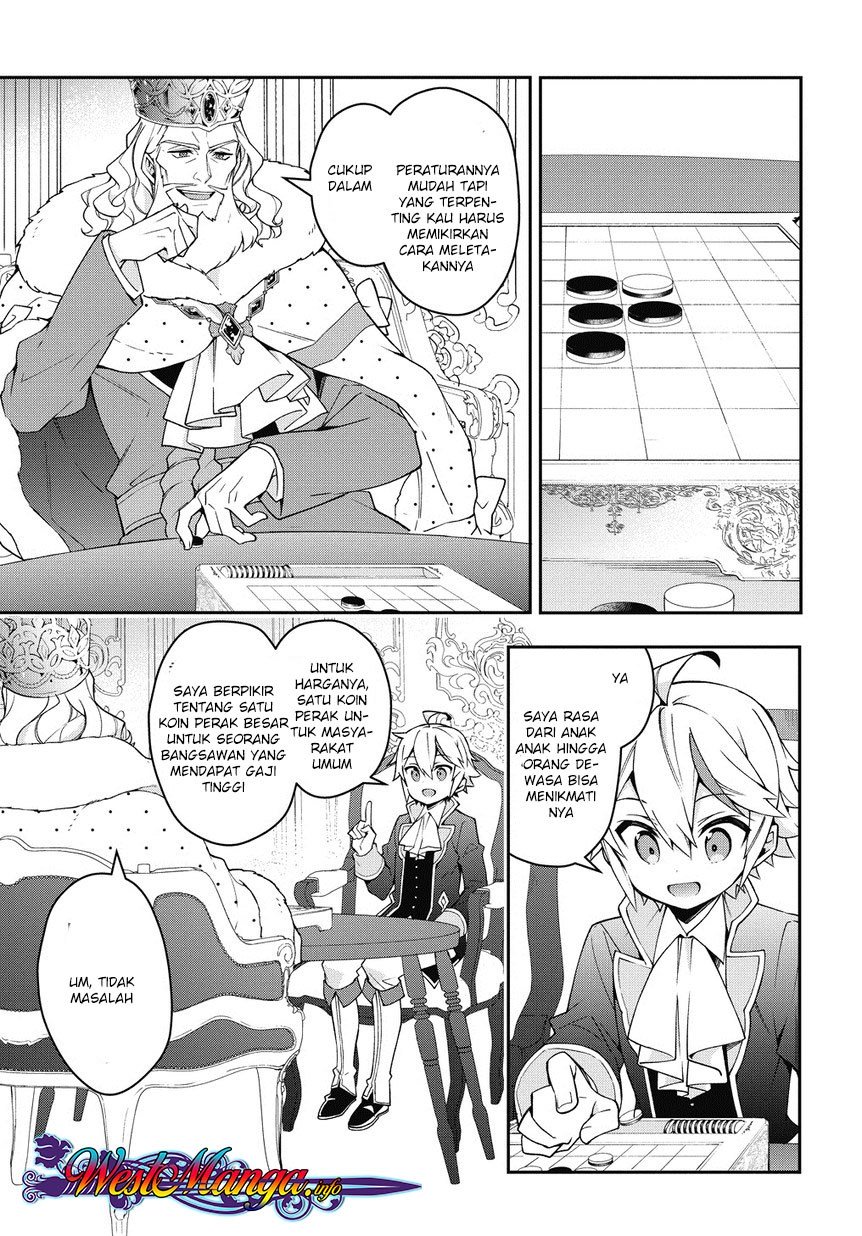 PERATURANNYA
MUDAH TAPI
YANG TERPEN-
TING KAU HARUS
MEMIKIRKAN
CARA MELETA-
KANNYA
CUKUP
DALAM
YA
SAYA RASA
DARI ANAK
ANAK HINGGA
ORANG DE-
WASA BISA
MENIKMATI
NYA
UNTUK
HARGANYA,
SATU KOIN
PERAK UN-
TUK MASYA-
RAKAT
UMUM
SAYA BERPIKIR
TENTANG SATU
KOIN PERAK BESAR
UNTUK SEORANG
BANGSAWAN YANG
MENDAPAT GAJI
TINGGI
UM, TIDAK
MASALAH
WestManga.info